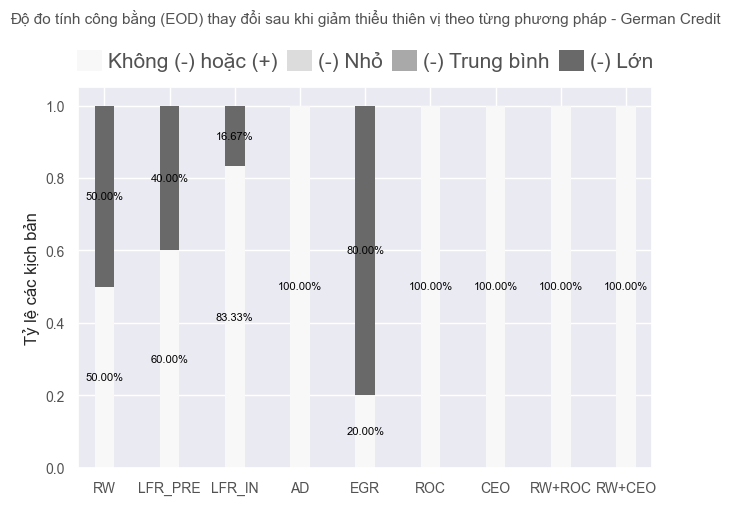 Độ đo tính công bằng (EOD) thay đổi sau khi giảm thiểu thiên vị theo từng phương pháp - German Credit
Không (-) hoặc (+) (-) Nhỏ (-) Trung bình (-) Lớn
Tỷ lệ các kịch bản
1.0
0.8
0.6
0.4
0.2
0.0
50.00% 40.00% 16.67% 80.00%
50.00% 60.00% 83.33% 100.00% 20.00% 100.00% 100.00% 100.00% 100.00%
RW LFR_PRE LFR_IN AD EGR ROC CEO RW+ROC RW+CEO